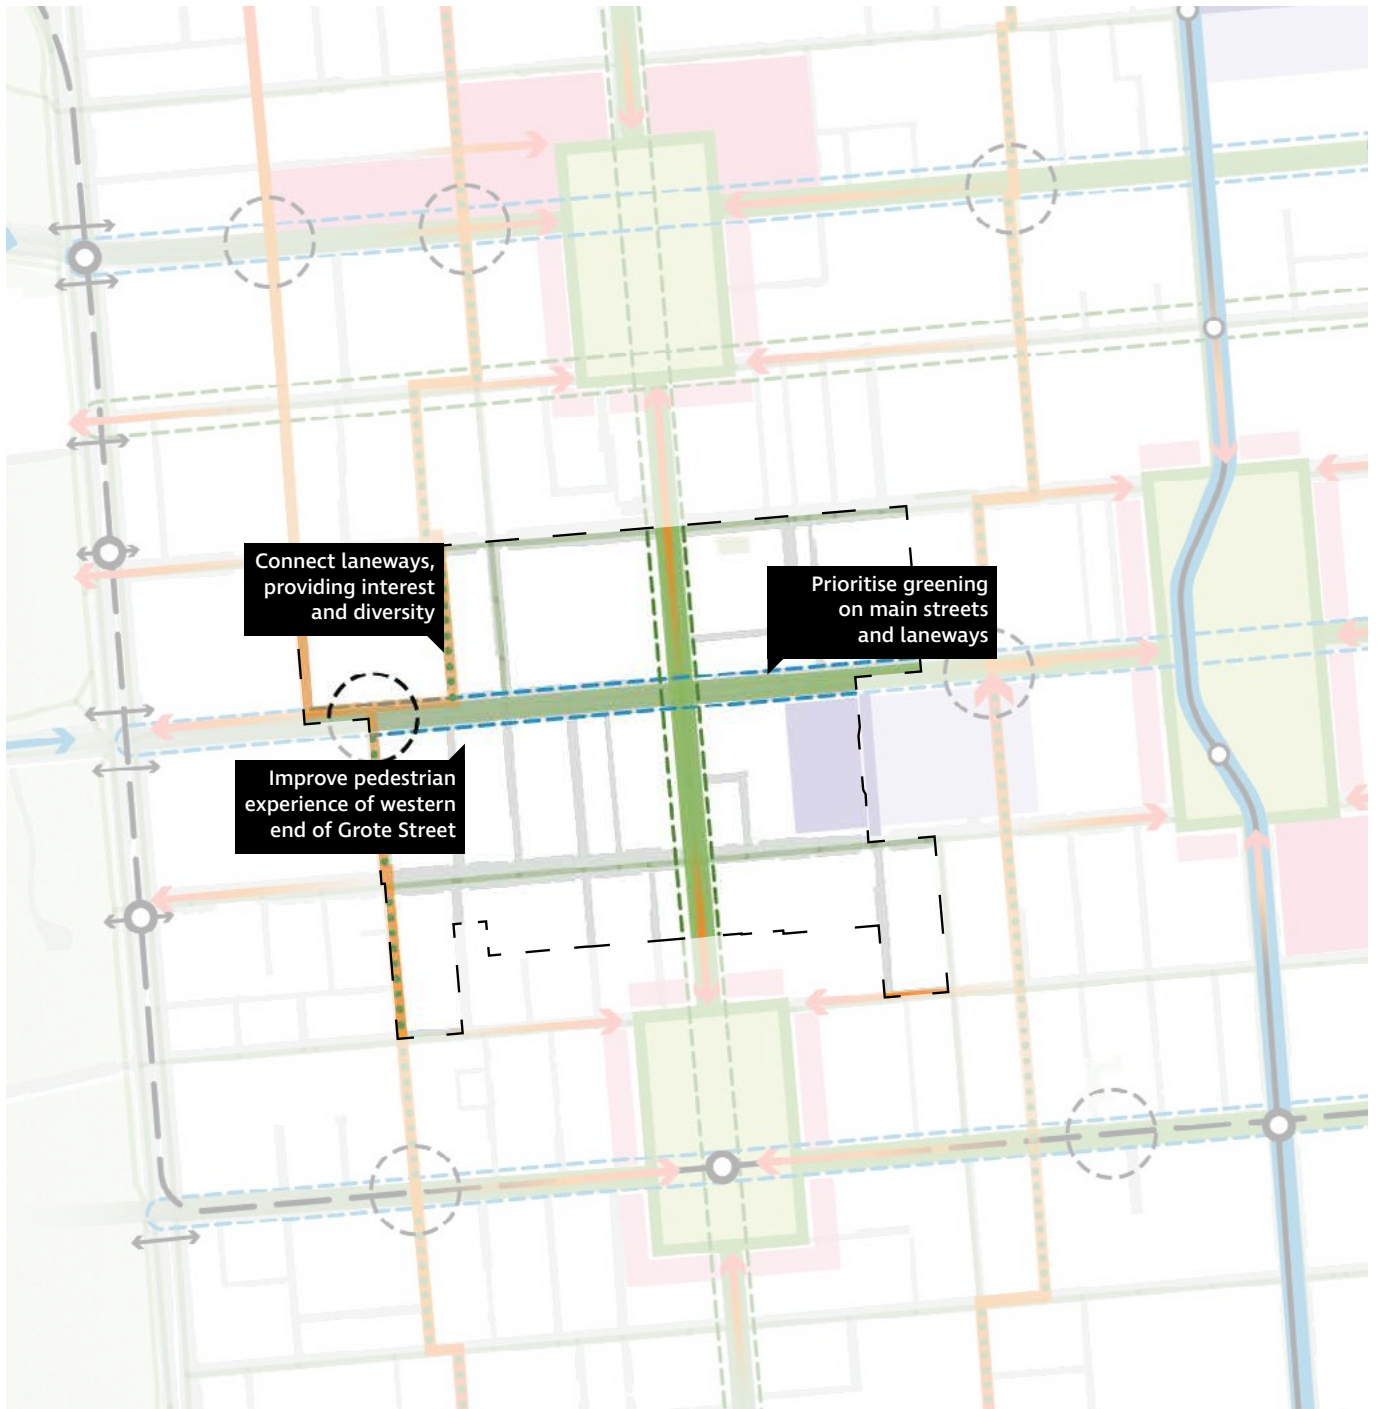 Connect laneways,
providing interest
and diversity
Prioritise greening
on main streets
and laneways
Improve pedestrian
experience of western
end of Grote Street